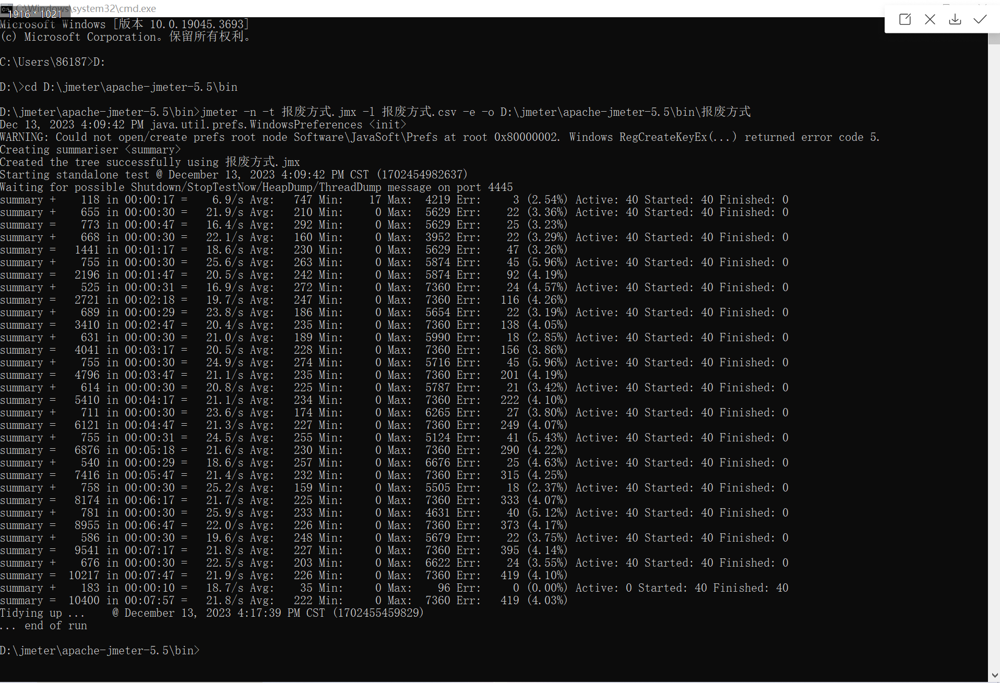 C:\Windows\system32\cmd.exe
1916 * 1021
Microsoft Windows [版本 10.0.19045.3693]
(c) Microsoft Corporation。保留所有权利。
C:\Users\86187>D:
D:\>cd D:\jmeter\apache-jmeter-5.5\bin
D:\jmeter\apache-jmeter-5.5\bin>jmeter -n -t 报废方式.jmx -l 报废方式.csv -e -o D:\jmeter\apache-jmeter-5.5\bin\报废方式
Dec 13, 2023 4:09:42 PM java.util.prefs.WindowsPreferences <init>
WARNING: Could not open/create prefs root node Software\JavaSoft\Prefs at root 0x80000002. Windows RegCreateKeyEx(...) returned error code 5.
Creating summariser <summary>
Created the tree successfully using 报废方式.jmx
Starting standalone test @ December 13, 2023 4:09:42 PM CST (1702454982637)
Waiting for possible Shutdown/StopTestNow/HeapDump/ThreadDump message on port 4445
summary +    118 in 00:00:17 =    6.9/s Avg:   747 Min:    17 Max:  4219 Err:     3 (2.54%) Active: 40 Started: 40 Finished: 0
summary +    655 in 00:00:30 =   21.9/s Avg:   210 Min:     0 Max:  5629 Err:    22 (3.36%) Active: 40 Started: 40 Finished: 0
summary =    773 in 00:00:47 =   16.4/s Avg:   292 Min:     0 Max:  5629 Err:    25 (3.23%)
summary +    668 in 00:00:30 =   22.1/s Avg:   160 Min:     0 Max:  3952 Err:    22 (3.29%) Active: 40 Started: 40 Finished: 0
summary =   1441 in 00:01:17 =   18.6/s Avg:   230 Min:     0 Max:  5629 Err:    47 (3.26%)
summary +    755 in 00:00:30 =   25.6/s Avg:   263 Min:     0 Max:  5874 Err:    45 (5.96%) Active: 40 Started: 40 Finished: 0
summary =   2196 in 00:01:47 =   20.5/s Avg:   242 Min:     0 Max:  5874 Err:    92 (4.19%)
summary +    525 in 00:00:31 =   16.9/s Avg:   272 Min:     0 Max:  7360 Err:    24 (4.57%) Active: 40 Started: 40 Finished: 0
summary =   2721 in 00:02:18 =   19.7/s Avg:   247 Min:     0 Max:  7360 Err:   116 (4.26%)
summary +    689 in 00:00:29 =   23.8/s Avg:   186 Min:     0 Max:  5654 Err:    22 (3.19%) Active: 40 Started: 40 Finished: 0
summary =   3410 in 00:02:47 =   20.4/s Avg:   235 Min:     0 Max:  7360 Err:   138 (4.05%)
summary +    631 in 00:00:30 =   21.0/s Avg:   189 Min:     0 Max:  5990 Err:    18 (2.85%) Active: 40 Started: 40 Finished: 0
summary =   4041 in 00:03:17 =   20.5/s Avg:   228 Min:     0 Max:  7360 Err:   156 (3.86%)
summary +    755 in 00:00:30 =   24.9/s Avg:   274 Min:     0 Max:  5716 Err:    45 (5.96%) Active: 40 Started: 40 Finished: 0
summary =   4796 in 00:03:47 =   21.1/s Avg:   235 Min:     0 Max:  7360 Err:   201 (4.19%)
summary +    614 in 00:00:30 =   20.8/s Avg:   225 Min:     0 Max:  5787 Err:    21 (3.42%) Active: 40 Started: 40 Finished: 0
summary =   5410 in 00:04:17 =   21.1/s Avg:   234 Min:     0 Max:  7360 Err:   222 (4.10%)
summary +    711 in 00:00:30 =   23.6/s Avg:   174 Min:     0 Max:  6265 Err:    27 (3.80%) Active: 40 Started: 40 Finished: 0
summary =   6121 in 00:04:47 =   21.3/s Avg:   227 Min:     0 Max:  7360 Err:   249 (4.07%)
summary +    755 in 00:00:31 =   24.5/s Avg:   255 Min:     0 Max:  5124 Err:    41 (5.43%) Active: 40 Started: 40 Finished: 0
summary =   6876 in 00:05:18 =   21.6/s Avg:   230 Min:     0 Max:  7360 Err:   290 (4.22%)
summary +    540 in 00:00:29 =   18.6/s Avg:   257 Min:     0 Max:  6676 Err:    25 (4.63%) Active: 40 Started: 40 Finished: 0
summary =   7416 in 00:05:47 =   21.4/s Avg:   232 Min:     0 Max:  7360 Err:   315 (4.25%)
summary +    758 in 00:00:30 =   25.2/s Avg:   159 Min:     0 Max:  5505 Err:    18 (2.37%) Active: 40 Started: 40 Finished: 0
summary =   8174 in 00:06:17 =   21.7/s Avg:   225 Min:     0 Max:  7360 Err:   333 (4.07%)
summary +    781 in 00:00:30 =   25.9/s Avg:   233 Min:     0 Max:  4631 Err:    40 (5.12%) Active: 40 Started: 40 Finished: 0
summary =   8955 in 00:06:47 =   22.0/s Avg:   226 Min:     0 Max:  7360 Err:   373 (4.17%)
summary +    586 in 00:00:30 =   19.6/s Avg:   248 Min:     0 Max:  5679 Err:    22 (3.75%) Active: 40 Started: 40 Finished: 0
summary =   9541 in 00:07:17 =   21.8/s Avg:   227 Min:     0 Max:  7360 Err:   395 (4.14%)
summary +    676 in 00:00:30 =   22.5/s Avg:   203 Min:     0 Max:  6622 Err:    24 (3.55%) Active: 40 Started: 40 Finished: 0
summary =  10217 in 00:07:47 =   21.9/s Avg:   226 Min:     0 Max:  7360 Err:   419 (4.10%)
summary +    183 in 00:00:10 =   18.7/s Avg:    35 Min:     0 Max:    96 Err:     0 (0.00%) Active: 0 Started: 40 Finished: 40
summary =  10400 in 00:07:57 =   21.8/s Avg:   222 Min:     0 Max:  7360 Err:   419 (4.03%)
Tidying up ...    @ December 13, 2023 4:17:39 PM CST (1702455459829)
... end of run
D:\jmeter\apache-jmeter-5.5\bin>